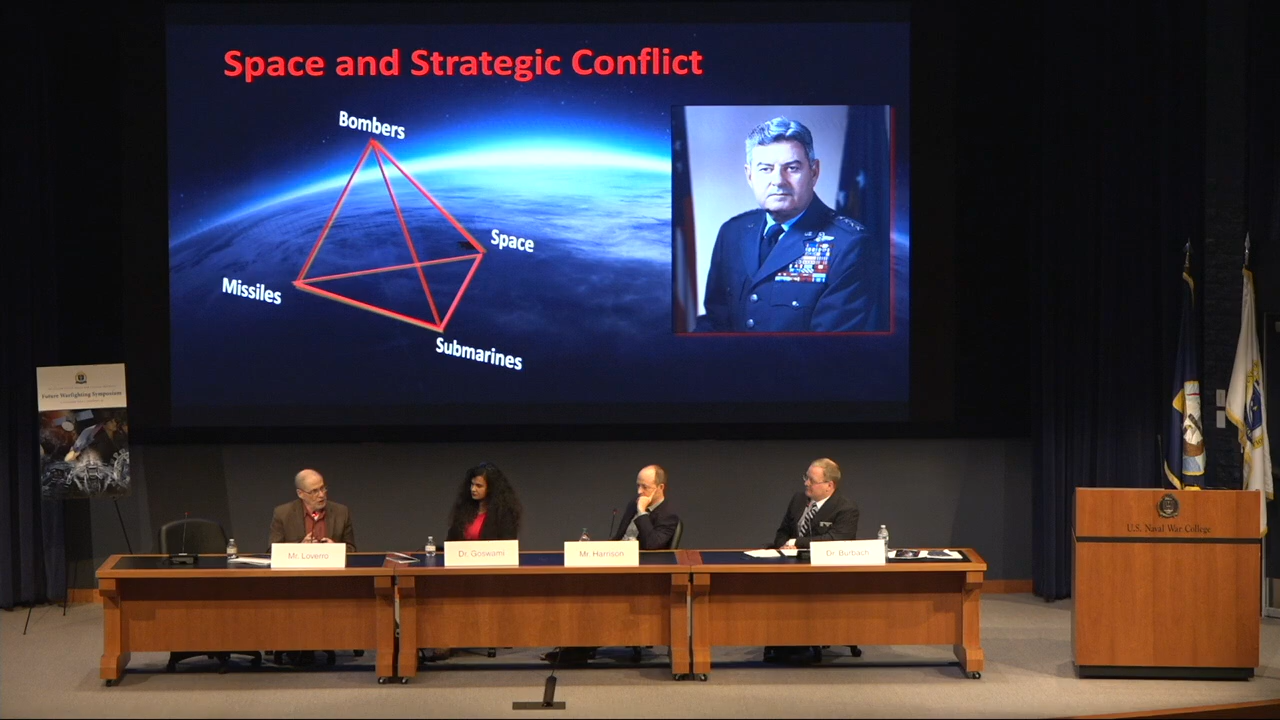 Space and Strategic Conflict
Bombers
Space
Missiles
Submarines
Future Warfighting Symposium
Mr. Loverro
Dr. Goswami
Mr. Harrison
Dr. Burbach
U.S. Naval War College